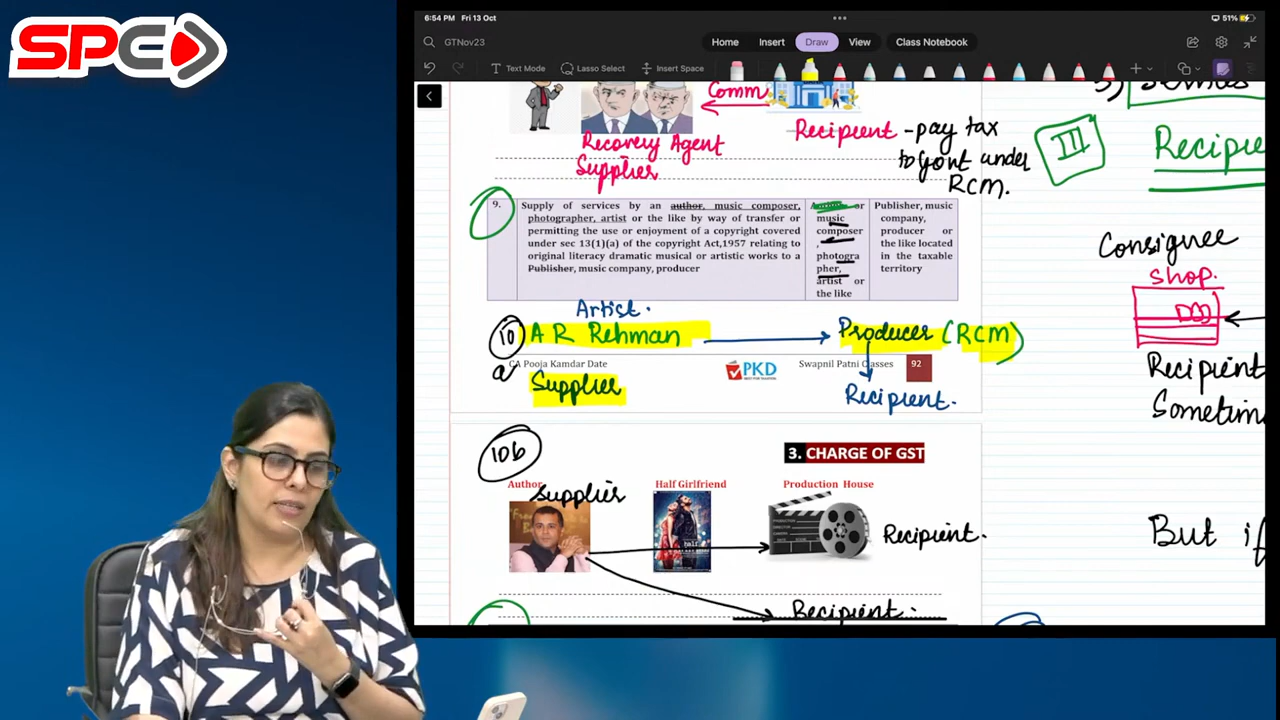 SPC
6:54 PM Fri 13 Oct
51%
GTNov23
Home Insert Draw View Class Notebook
Text Mode Lasso Select Insert Space
Comm
Recovery Agent
Supplier
Recipient - pay tax
to govt under
RCM.
III
Recipie
9.
Supply of services by an author, music composer,
photographer, artist or the like by way of transfer or
permitting the use or enjoyment of a copyright covered
under sec 13(1)(a) of the copyright Act,1957 relating to
original literacy dramatic musical or artistic works to a
Publisher, music company, producer
or
music
composer
,
photogra
pher,
artist or
the like
Publisher, music
company,
producer or
the like located
in the taxable
territory
Artist.
10 A R Rehman Producer (RCM)
a
Supplier
Recipient.
CA Pooja Kamdar Date
PKD
Swapnil Patni Classes
92
Consignee
Shop.
Recipient
Sometim
But if
10b
3. CHARGE OF GST
Author
Supplier
Half Girlfriend
Production House
half
Recipient.
Recipient.